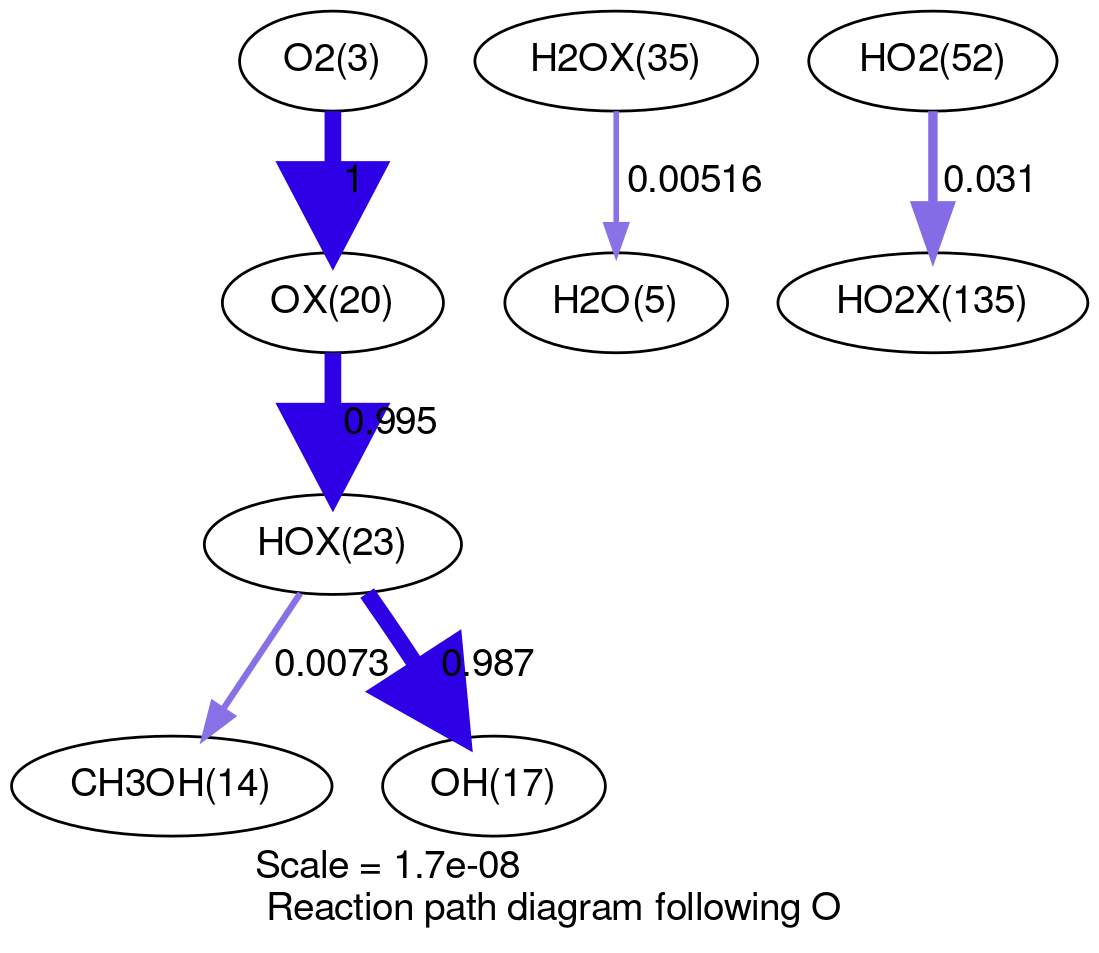 O2(3)
H2OX(35)
HO2(52)
1
0.00516
0.031
OX(20)
H2O(5)
HO2X(135)
0.995
HOX(23)
0.0073
0.987
CH3OH(14)
OH(17)
Scale = 1.7e-08
Reaction path diagram following O